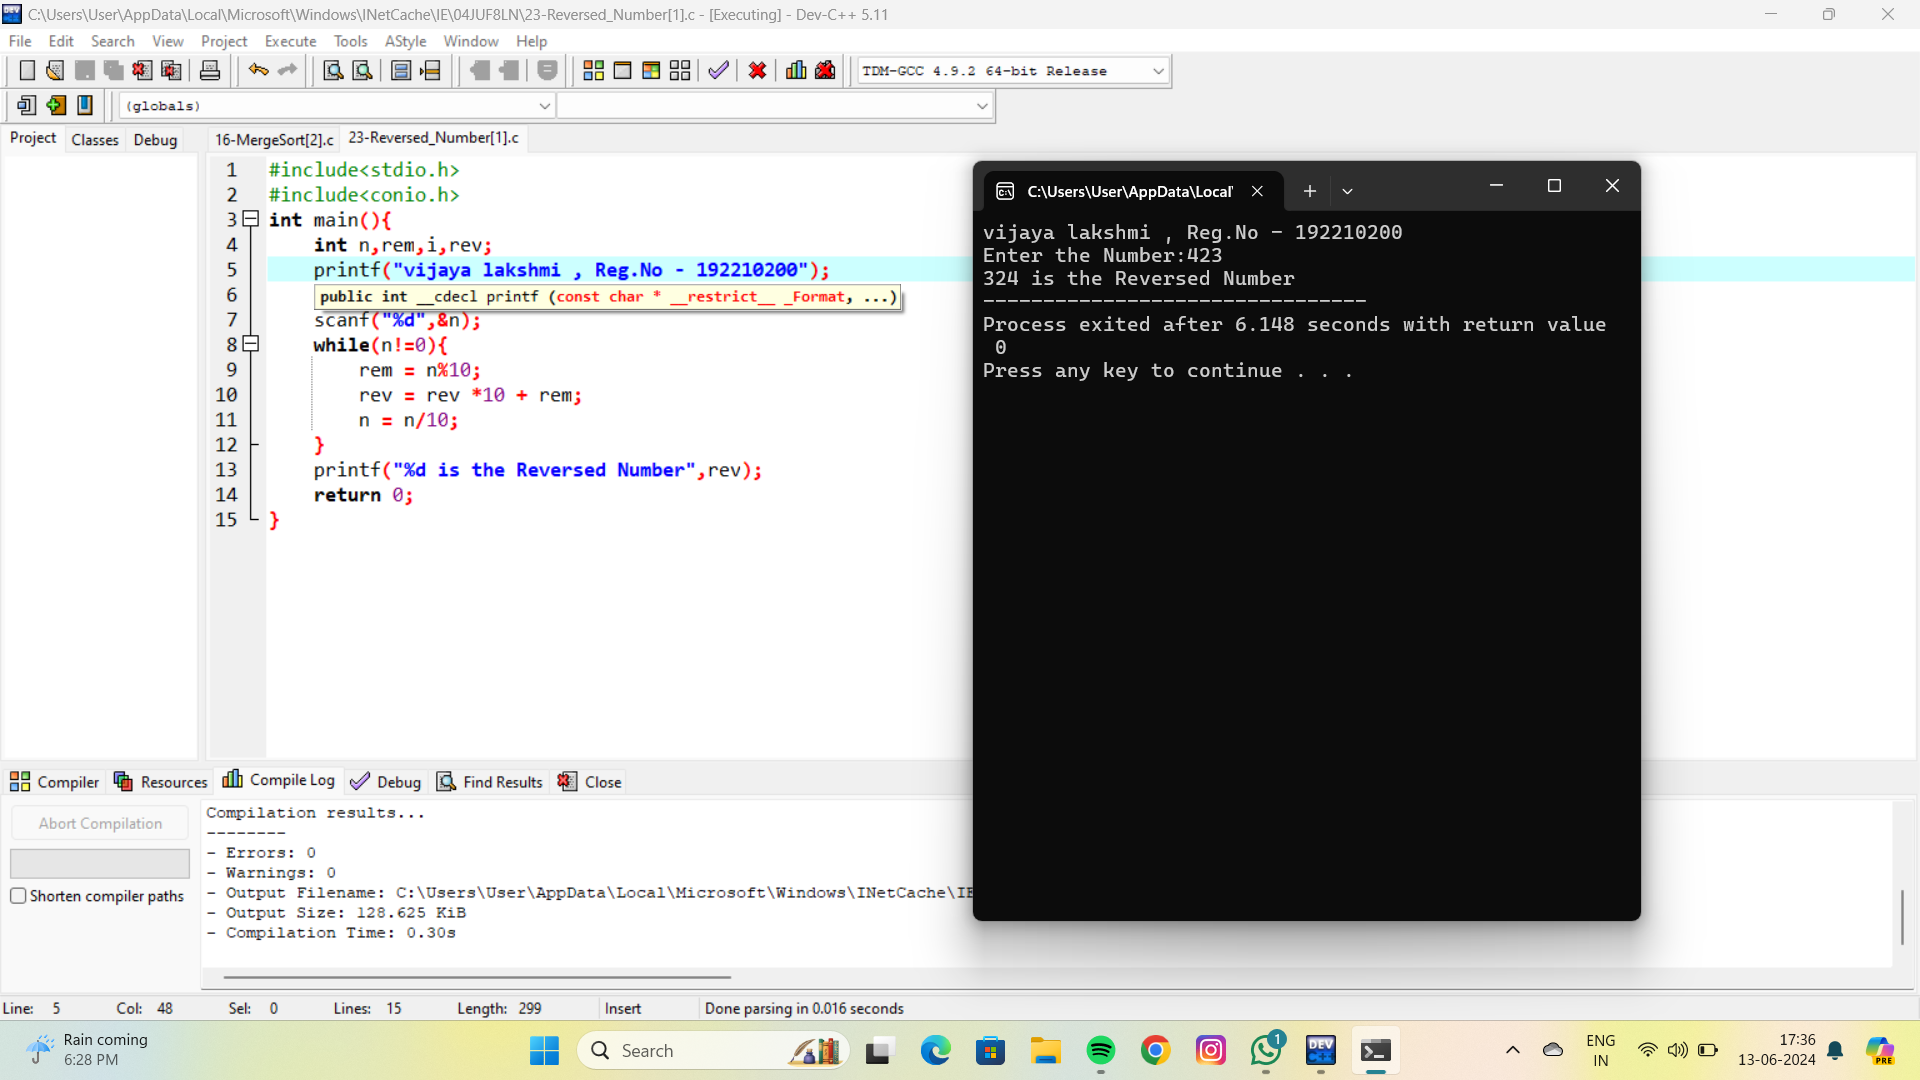 C:\Users\User\AppData\Local\Microsoft\Windows\INetCache\IE\04JUF8LN\23-Reversed_Number[1].c - [Executing] - Dev-C++ 5.11
File Edit Search View Project Execute Tools AStyle Window Help
TDM-GCC 4.9.2 64-bit Release
(globals)
Project Classes Debug 16-MergeSort[2].c 23-Reversed_Number[1].c
1 #include<stdio.h>
2 #include<conio.h>
3 int main(){
4 int n,rem,i,rev;
5 printf("vijaya lakshmi , Reg.No - 192210200");
6 public int __cdecl printf (const char * __restrict__ _Format, ...)
7 scanf("%d",&n);
8 while(n!=0){
9 rem = n%10;
10 rev = rev *10 + rem;
11 n = n/10;
12 }
13 printf("%d is the Reversed Number",rev);
14 return 0;
15 }
C:\Users\User\AppData\Local\
vijaya lakshmi , Reg.No - 192210200
Enter the Number:423
324 is the Reversed Number
--------------------------------
Process exited after 6.148 seconds with return value
0
Press any key to continue . . .
Compiler Resources Compile Log Debug Find Results Close
Abort Compilation
Shorten compiler paths
Compilation results...
--------
- Errors: 0
- Warnings: 0
- Output Filename: C:\Users\User\AppData\Local\Microsoft\Windows\INetCache\IE
- Output Size: 128.625 KiB
- Compilation Time: 0.30s
Line: 5 Col: 48 Sel: 0 Lines: 15 Length: 299 Insert Done parsing in 0.016 seconds
Rain coming
6:28 PM
Search
1
DEV
ENG
IN
17:36
13-06-2024
PRE